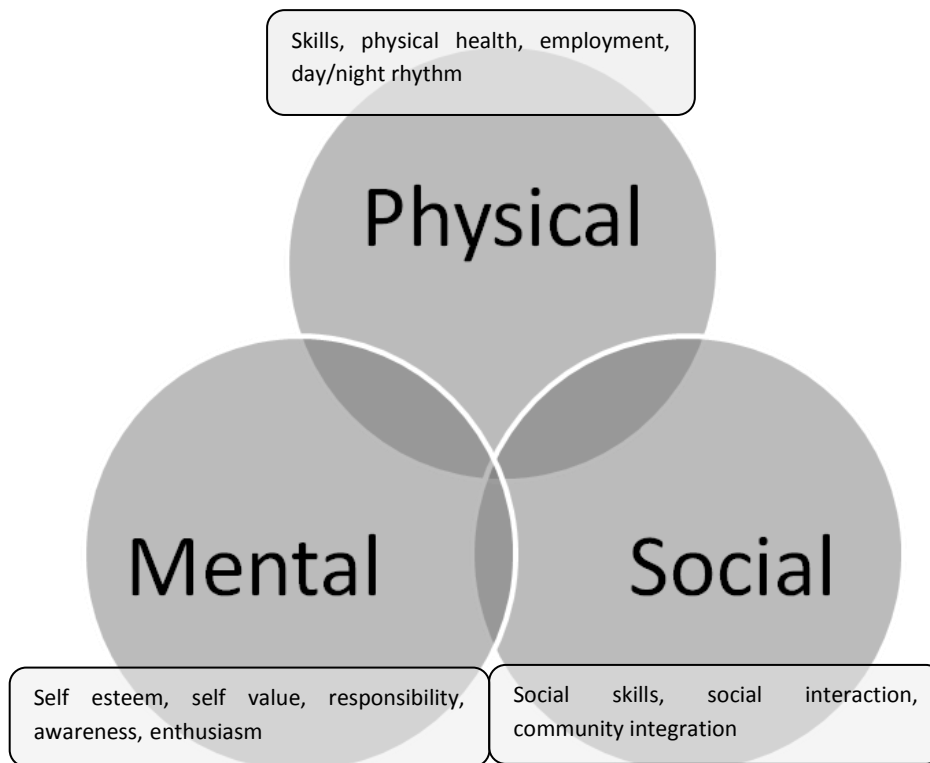 Skills, physical health, employment,
day/night rhythm
Physical
Mental
Social
Self esteem, self value, responsibility,
awareness, enthusiasm
Social skills, social interaction,
community integration